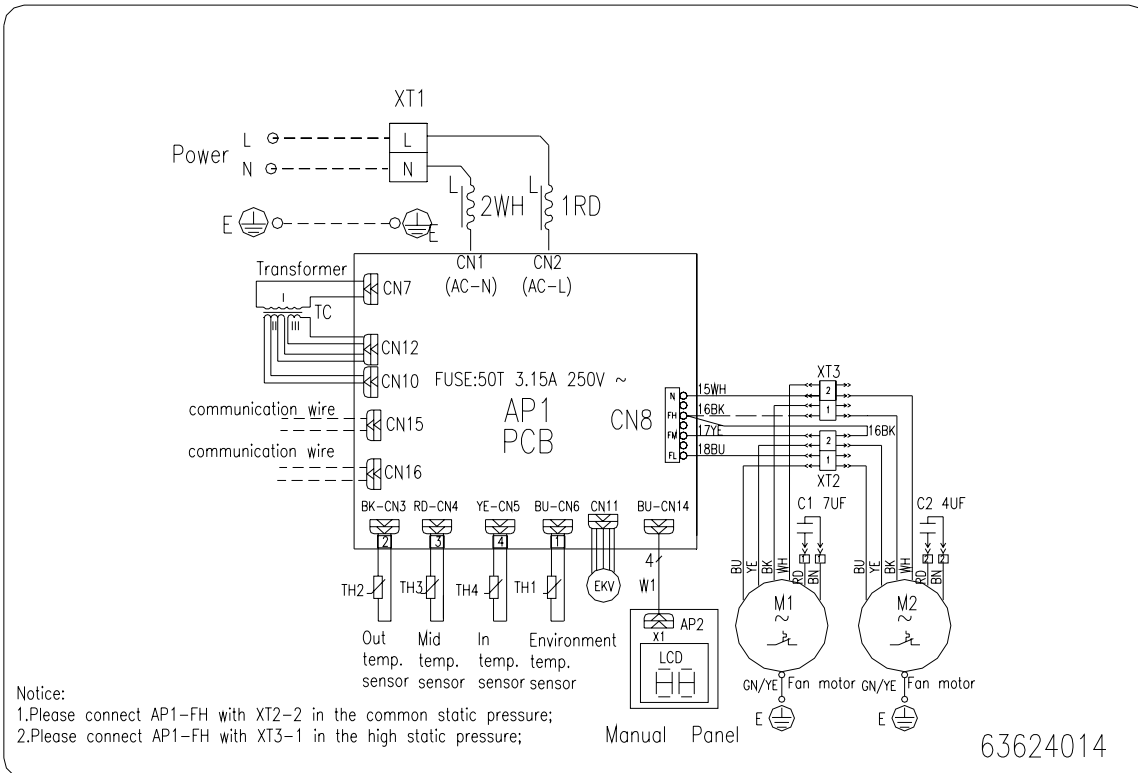 XT1
Power
L
L
N
N
L
2WH
L
1RD
E
E
CN1
(AC-N)
CN2
(AC-L)
Transformer
I
II
III
TC
CN7
CN12
CN10
FUSE:50T 3.15A 250V ~
AP1
PCB
communication wire
CN15
communication wire
CN16
CN8
N
FH
FM
FL
15WH
16BK
17YE
18BU
16BK
XT3
2
1
2
1
XT2
BK-CN3
RD-CN4
YE-CN5
BU-CN6
CN11
BU-CN14
2
3
4
1
TH2
TH3
TH4
TH1
EKV
4
W1
Out
temp.
sensor
Mid
temp.
sensor
In
temp.
sensor
Environment
temp.
sensor
AP2
X1
LCD
Manual Panel
C1 7UF
C2 4UF
BU
YE
BK
WH
RD
BN
BU
YE
BK
WH
RD
BN
M1
~
M2
~
GN/YE
Fan motor
GN/YE
Fan motor
E
E
Notice:
1.Please connect AP1-FH with XT2-2 in the common static pressure;
2.Please connect AP1-FH with XT3-1 in the high static pressure;
63624014